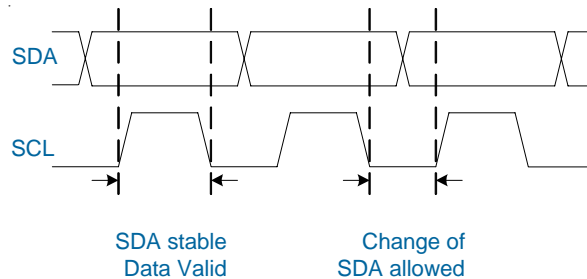 SDA
SCL
SDA stable
Data Valid
Change of
SDA allowed